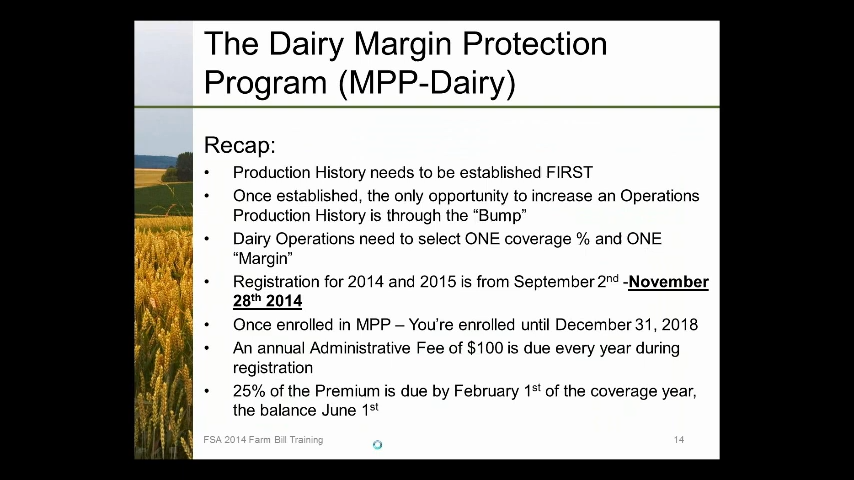 The Dairy Margin Protection
Program (MPP-Dairy)
Recap:
• Production History needs to be established FIRST
• Once established, the only opportunity to increase an Operations
Production History is through the “Bump”
• Dairy Operations need to select ONE coverage % and ONE
“Margin”
• Registration for 2014 and 2015 is from September 2nd -November
28th 2014
• Once enrolled in MPP – You’re enrolled until December 31, 2018
• An annual Administrative Fee of $100 is due every year during
registration
• 25% of the Premium is due by February 1st of the coverage year,
the balance June 1st
FSA 2014 Farm Bill Training
14